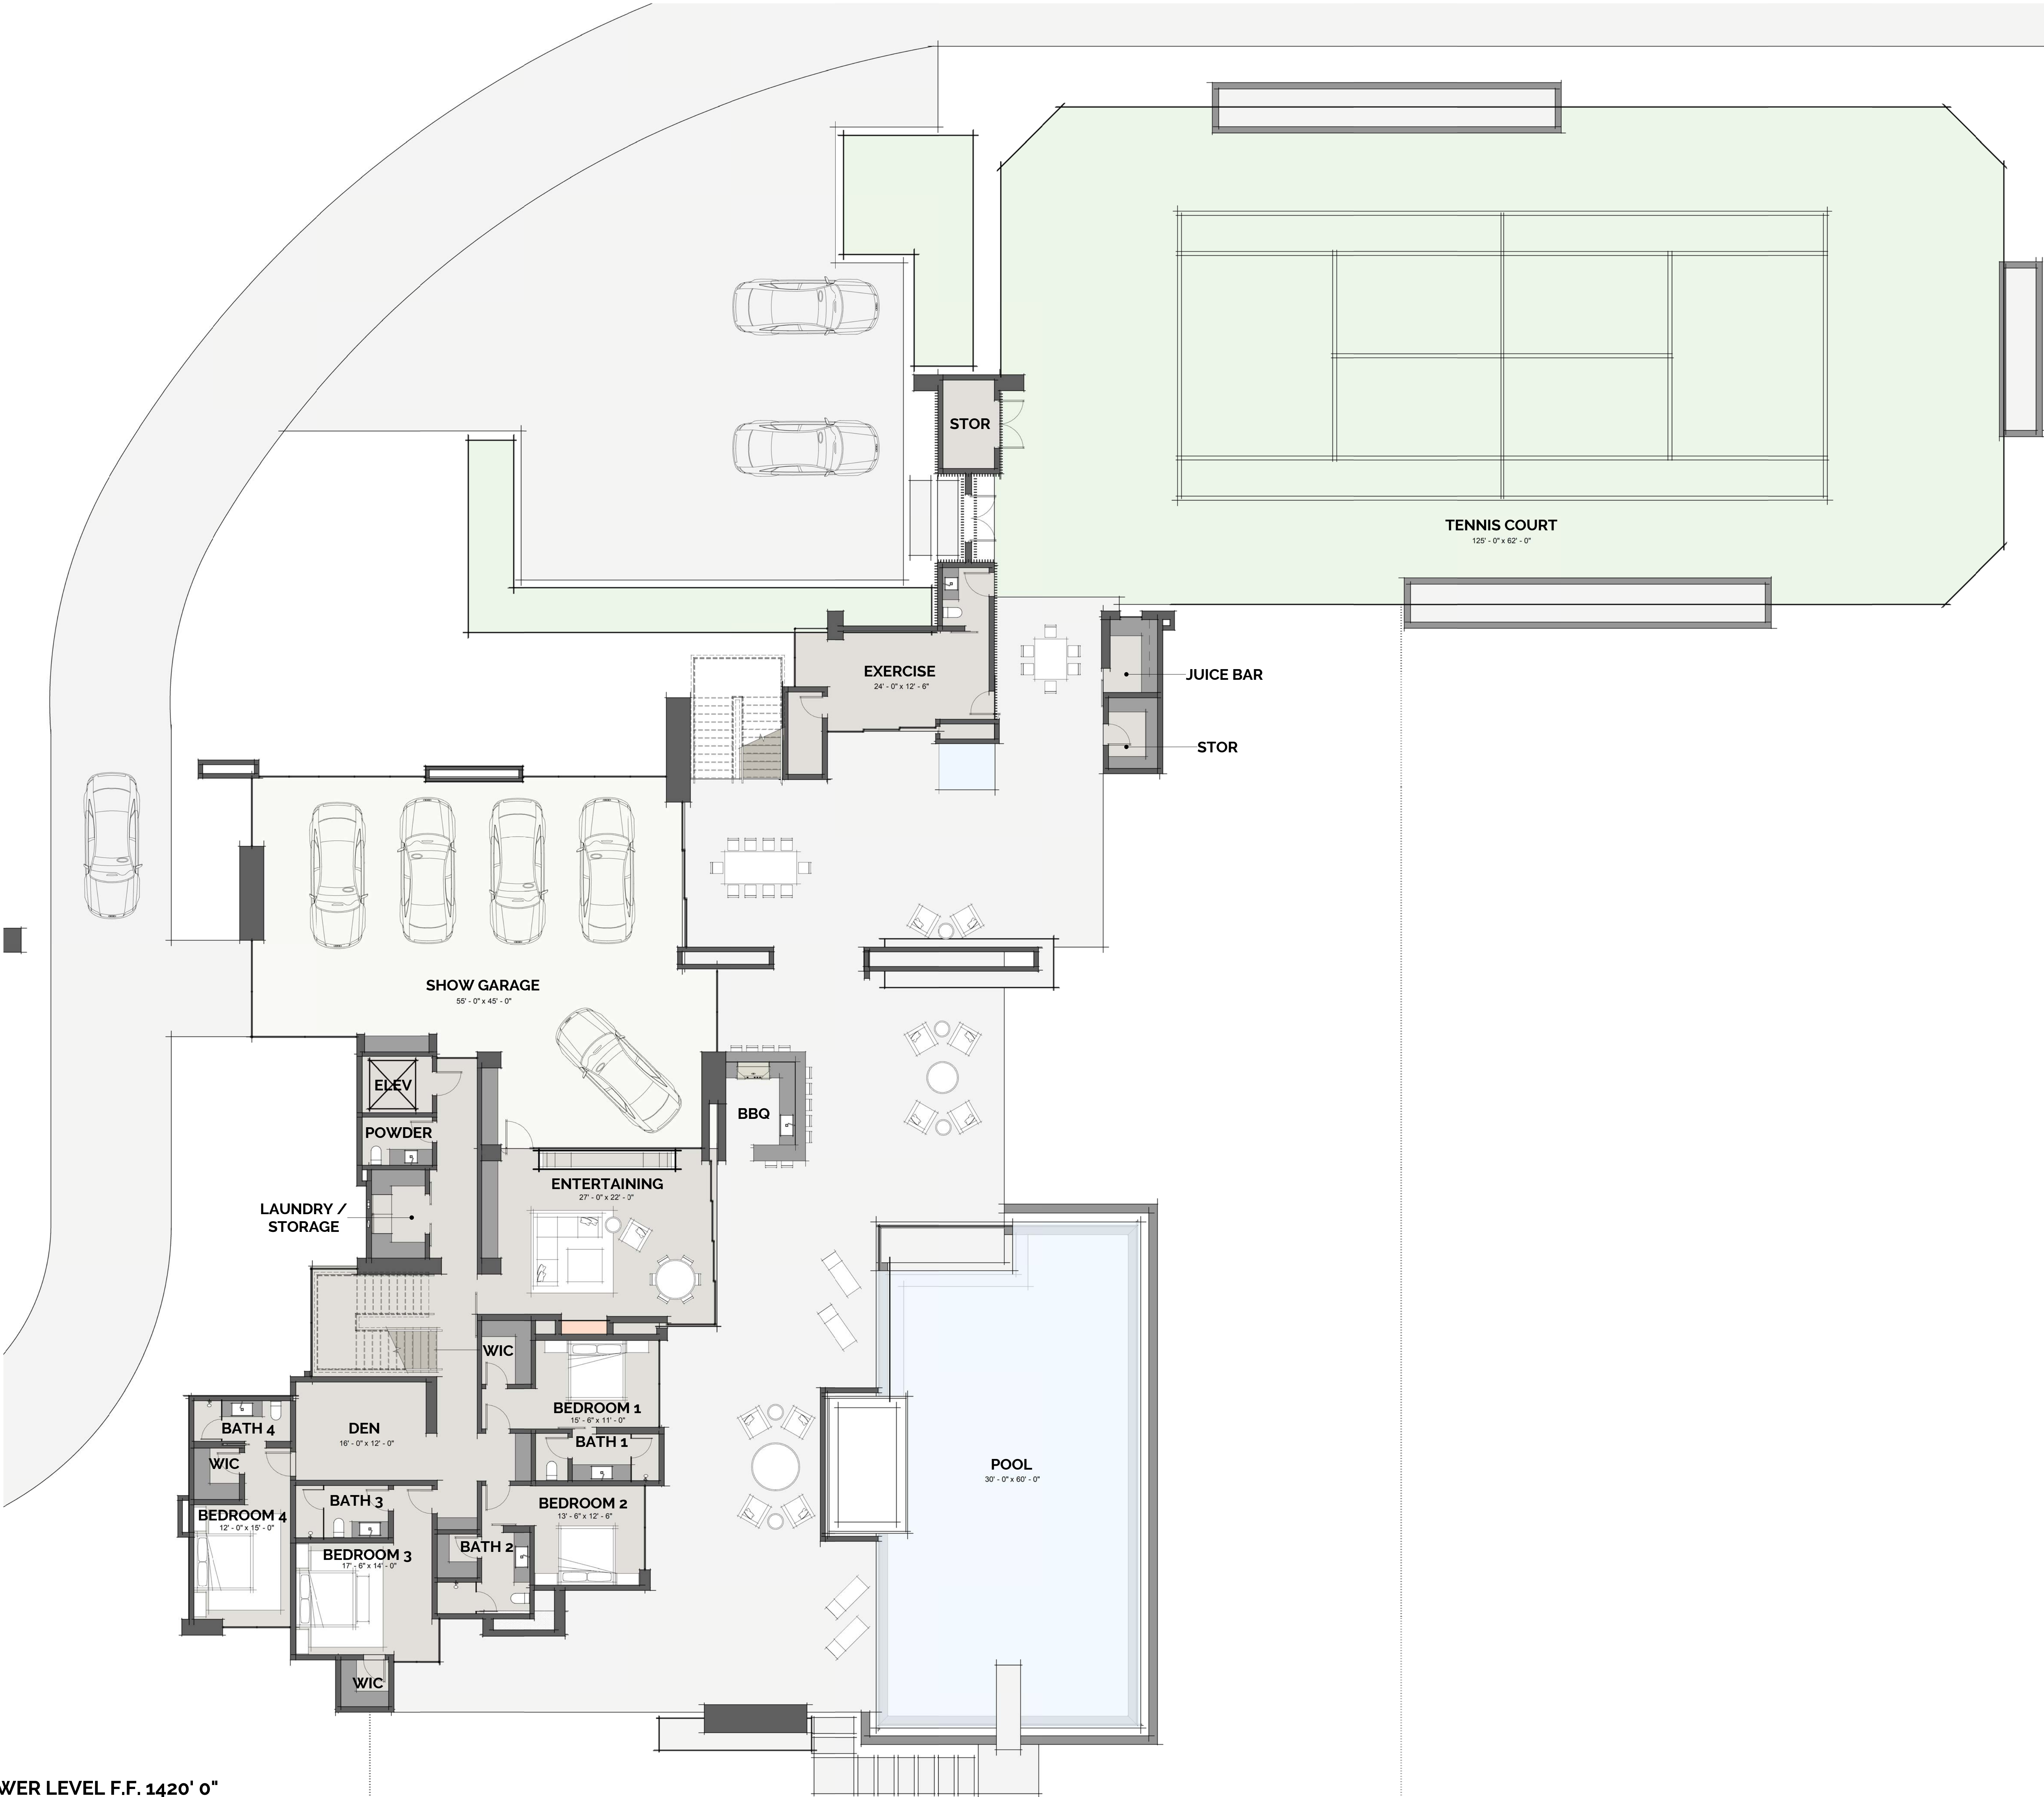 STOR
TENNIS COURT
125' - 0" x 62' - 0"
EXERCISE
24' - 0" x 12' - 6"
JUICE BAR
STOR
SHOW GARAGE
55' - 0" x 45' - 0"
ELEV
BBQ
POWDER
ENTERTAINING
27' - 0" x 22' - 0"
LAUNDRY /
STORAGE
WIC
BEDROOM 1
15' - 6" x 11' - 0"
BATH 4
DEN
16' - 0" x 12' - 0"
BATH 1
WIC
POOL
30' - 0" x 60' - 0"
BATH 3
BEDROOM 2
13' - 6" x 12' - 6"
BEDROOM 4
12' - 0" x 15' - 0"
BATH 2
BEDROOM 3
17' - 6" x 14' - 0"
WIC
WER LEVEL F.F. 1420' 0"